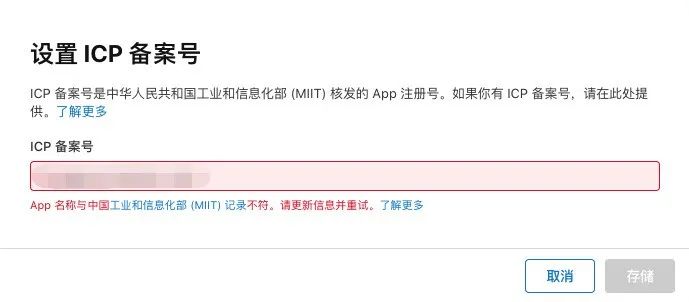 设置 ICP 备案号
ICP 备案号是中华人民共和国工业和信息化部 (MIIT) 核发的 App 注册号。如果你有 ICP 备案号，请在此处提
供。了解更多
ICP 备案号
App 名称与中国工业和信息化部 (MIIT) 记录不符。请更新信息并重试。了解更多
取消
存储